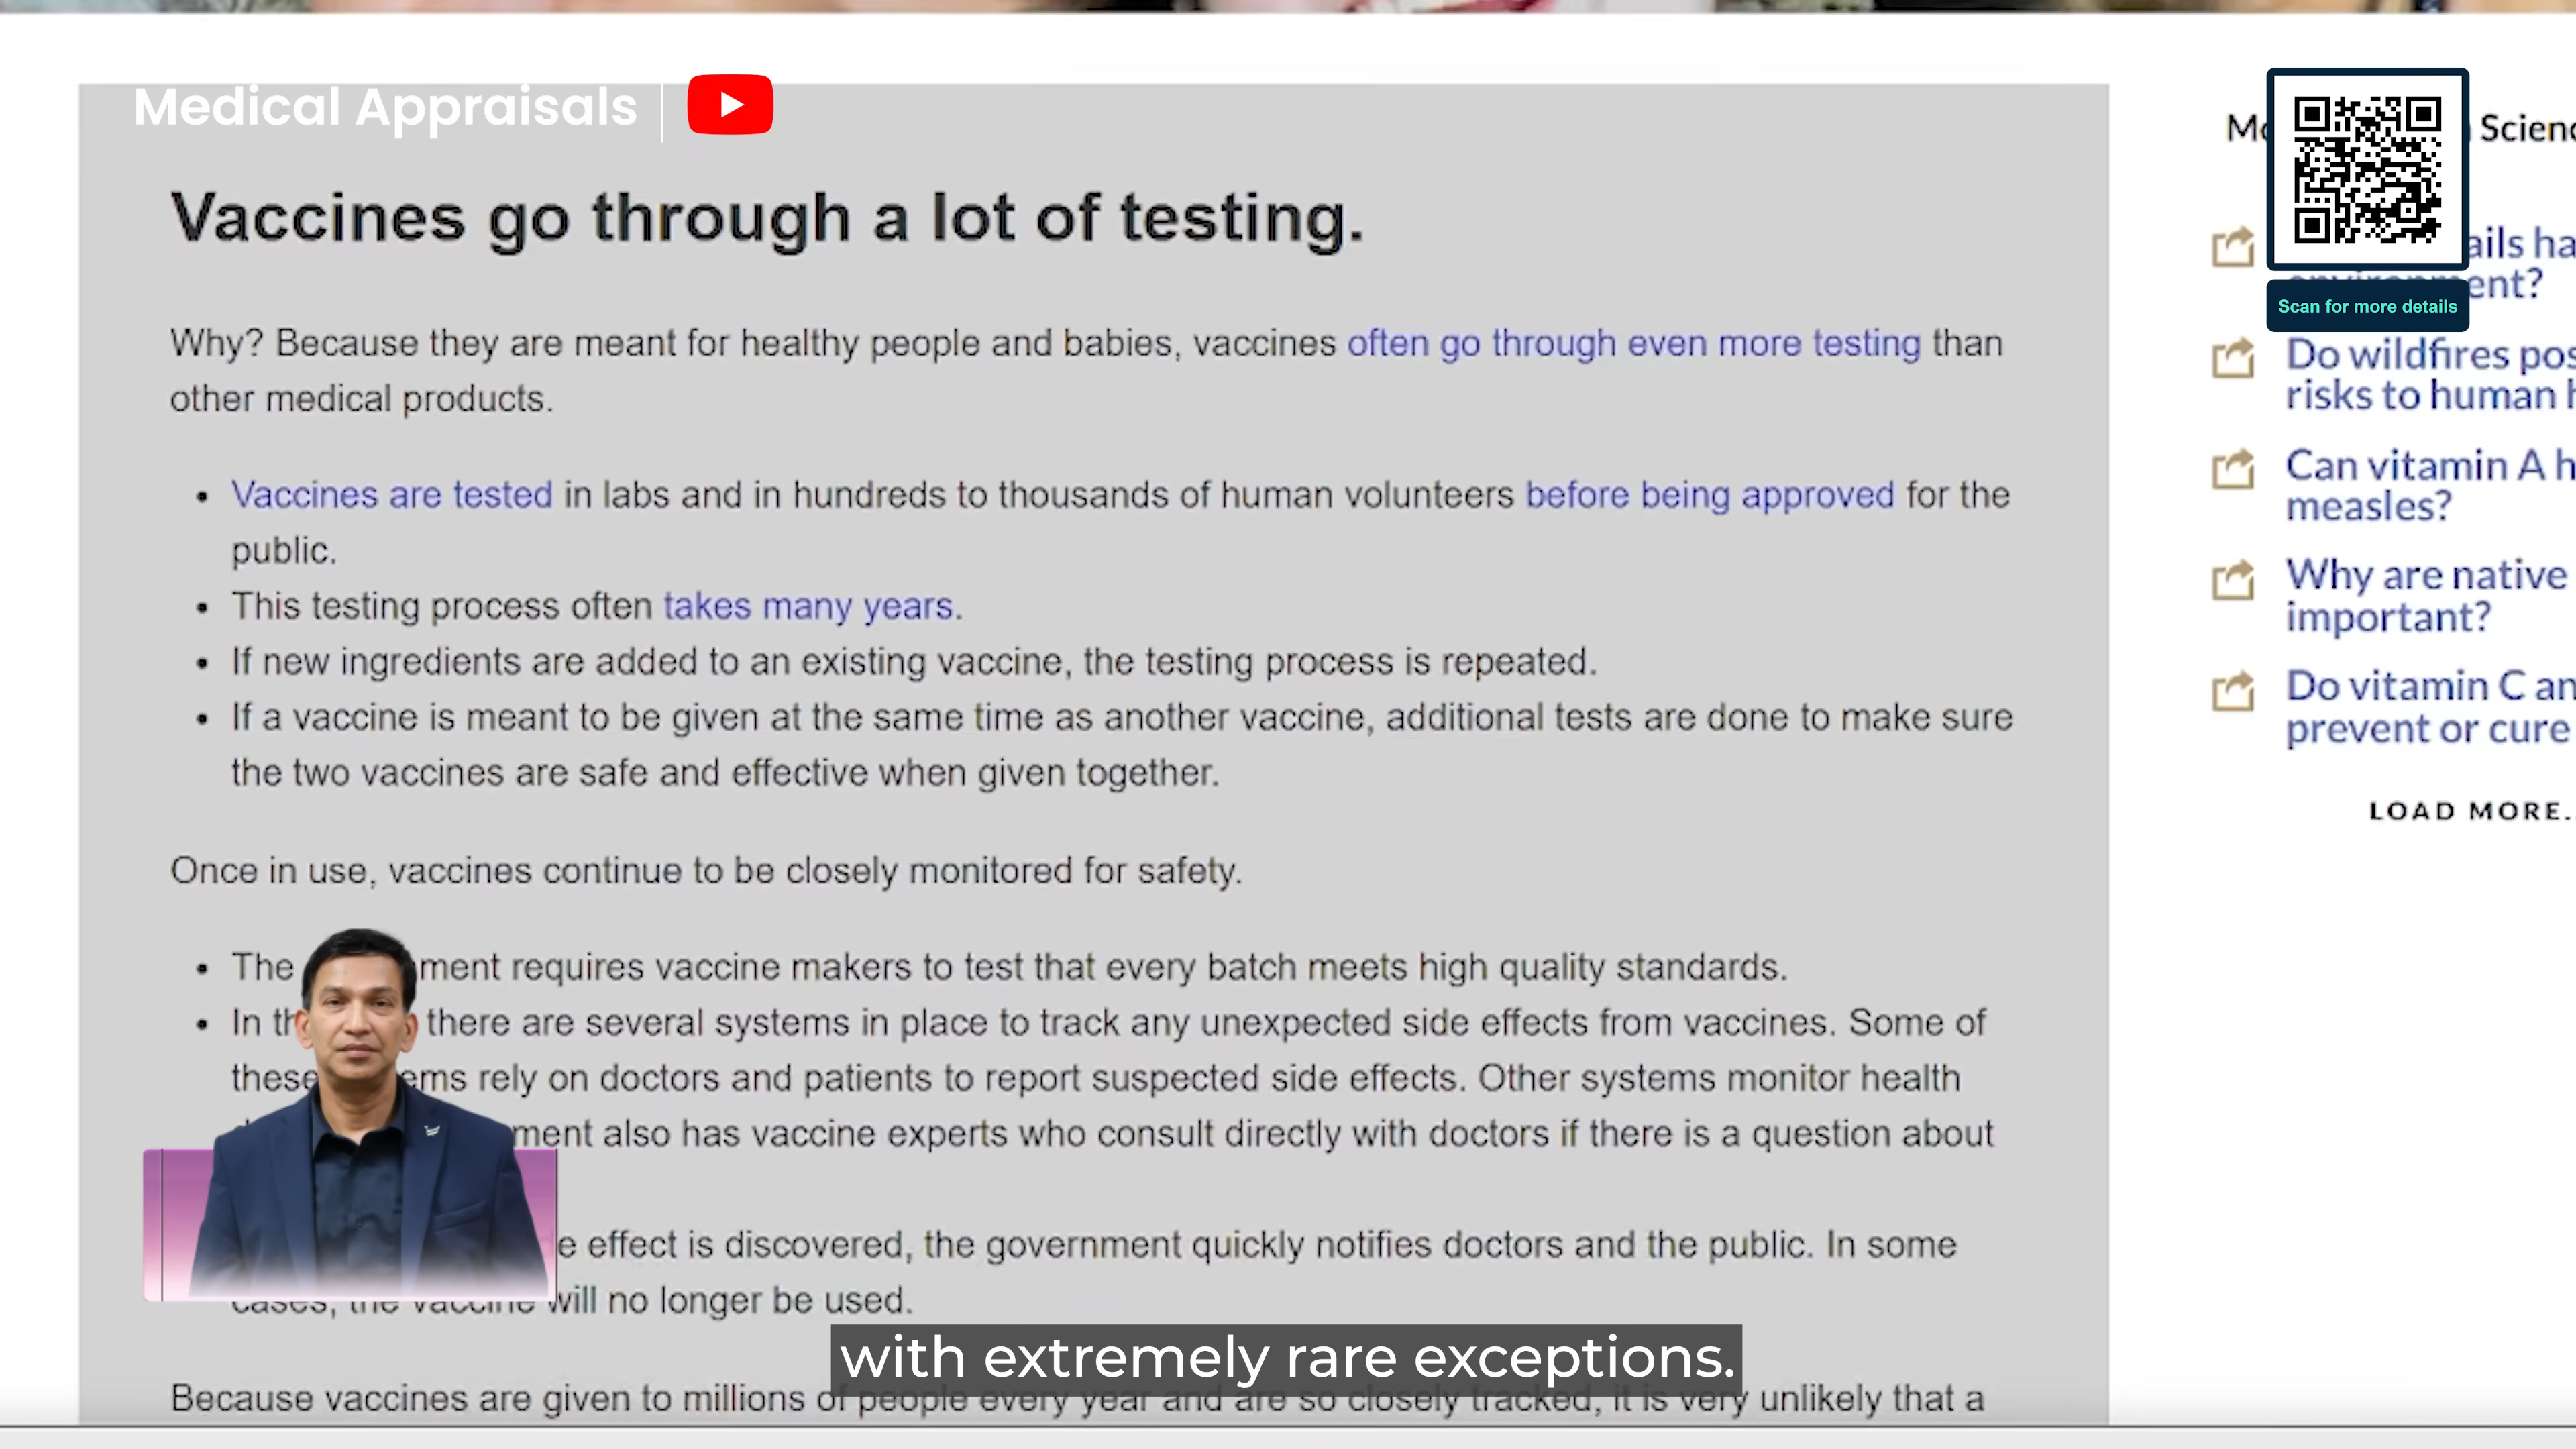 Medical Appraisals
Vaccines go through a lot of testing.
Why? Because they are meant for healthy people and babies, vaccines often go through even more testing than
other medical products.
• Vaccines are tested in labs and in hundreds to thousands of human volunteers before being approved for the
public.
• This testing process often takes many years.
• If new ingredients are added to an existing vaccine, the testing process is repeated.
• If a vaccine is meant to be given at the same time as another vaccine, additional tests are done to make sure
the two vaccines are safe and effective when given together.
Once in use, vaccines continue to be closely monitored for safety.
• The requires vaccine makers to test that every batch meets high quality standards.
• In there are several systems in place to track any unexpected side effects from vaccines. Some of
these rely on doctors and patients to report suspected side effects. Other systems monitor health
also has vaccine experts who consult directly with doctors if there is a question about
effect is discovered, the government quickly notifies doctors and the public. In some
cases, the vaccine will no longer be used.
with extremely rare exceptions.
Because vaccines are given to millions of people every year and are so closely tracked, it is very unlikely that a
Scan for more details
Do wildfires
risks to human
Can vitamin A
measles?
Why are native
important?
Do vitamin C
prevent or cure
LOAD MORE..